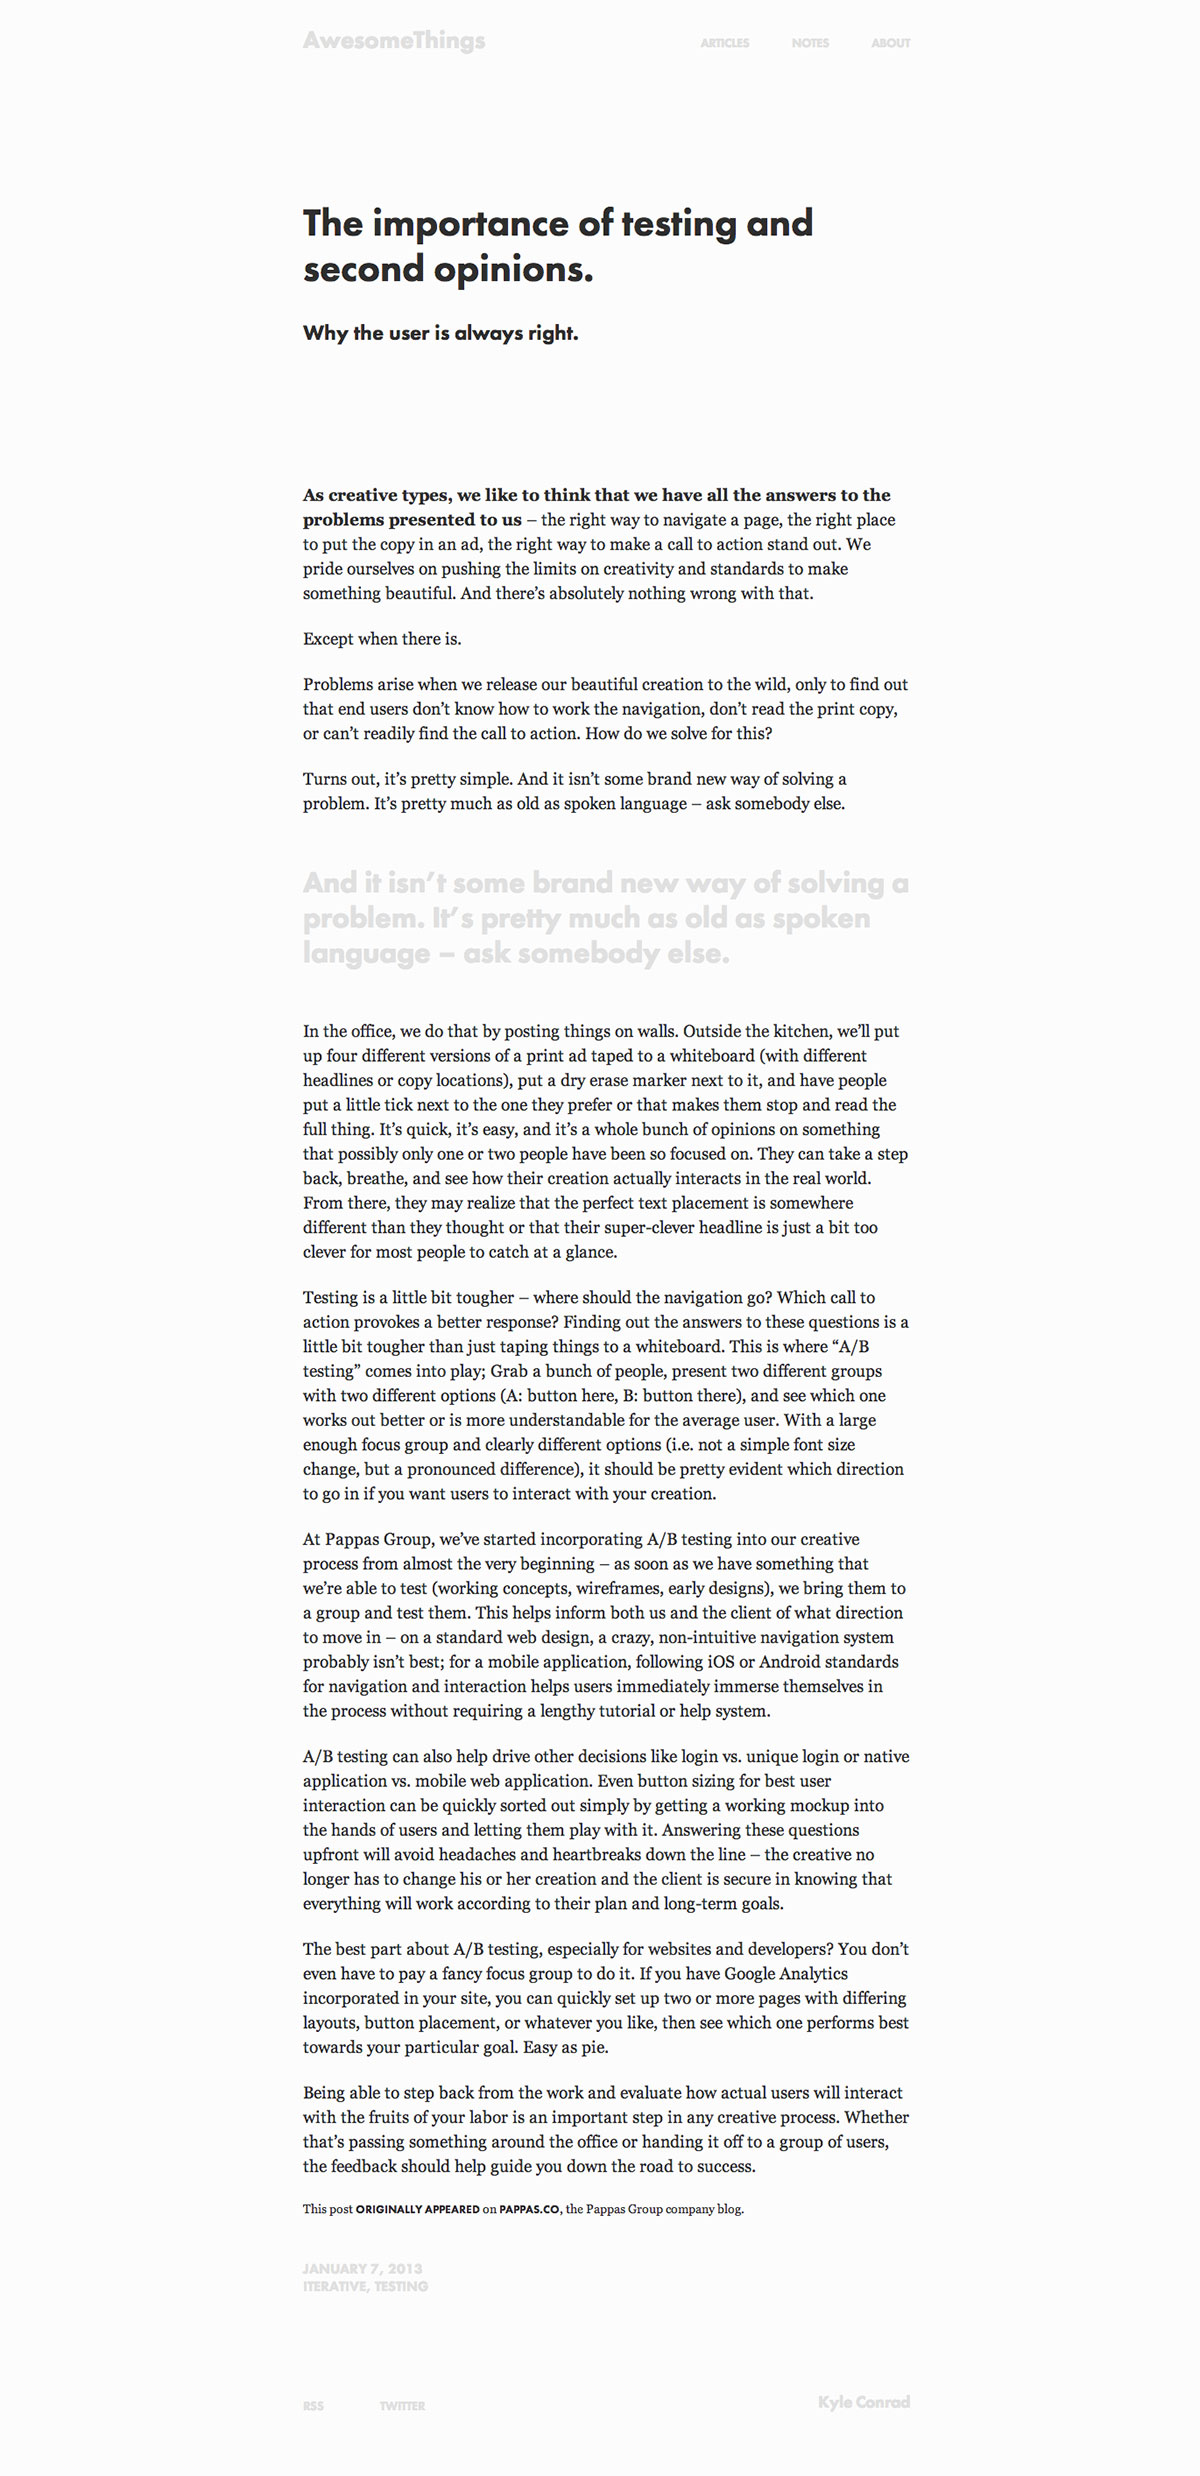 AwesomeThings
ARTICLES NOTES ABOUT
The importance of testing and
second opinions.
Why the user is always right.
As creative types, we like to think that we have all the answers to the
problems presented to us – the right way to navigate a page, the right place
to put the copy in an ad, the right way to make a call to action stand out. We
pride ourselves on pushing the limits on creativity and standards to make
something beautiful. And there’s absolutely nothing wrong with that.
Except when there is.
Problems arise when we release our beautiful creation to the wild, only to find out
that end users don’t know how to work the navigation, don’t read the print copy,
or can’t readily find the call to action. How do we solve for this?
Turns out, it’s pretty simple. And it isn’t some brand new way of solving a
problem. It’s pretty much as old as spoken language – ask somebody else.
And it isn’t some brand new way of solving a
problem. It’s pretty much as old as spoken
language – ask somebody else.
In the office, we do that by posting things on walls. Outside the kitchen, we’ll put
up four different versions of a print ad taped to a whiteboard (with different
headlines or copy locations), put a dry erase marker next to it, and have people
put a little tick next to the one they prefer or that makes them stop and read the
full thing. It’s quick, it’s easy, and it’s a whole bunch of opinions on something
that possibly only one or two people have been so focused on. They can take a step
back, breathe, and see how their creation actually interacts in the real world.
From there, they may realize that the perfect text placement is somewhere
different than they thought or that their super-clever headline is just a bit too
clever for most people to catch at a glance.
Testing is a little bit tougher – where should the navigation go? Which call to
action provokes a better response? Finding out the answers to these questions is a
little bit tougher than just taping things to a whiteboard. This is where “A/B
testing” comes into play; Grab a bunch of people, present two different groups
with two different options (A: button here, B: button there), and see which one
works out better or is more understandable for the average user. With a large
enough focus group and clearly different options (i.e. not a simple font size
change, but a pronounced difference), it should be pretty evident which direction
to go in if you want users to interact with your creation.
At Pappas Group, we’ve started incorporating A/B testing into our creative
process from almost the very beginning – as soon as we have something that
we’re able to test (working concepts, wireframes, early designs), we bring them to
a group and test them. This helps inform both us and the client of what direction
to move in – on a standard web design, a crazy, non-intuitive navigation system
probably isn’t best; for a mobile application, following iOS or Android standards
for navigation and interaction helps users immediately immerse themselves in
the process without requiring a lengthy tutorial or help system.
A/B testing can also help drive other decisions like login vs. unique login or native
application vs. mobile web application. Even button sizing for best user
interaction can be quickly sorted out simply by getting a working mockup into
the hands of users and letting them play with it. Answering these questions
upfront will avoid headaches and heartbreaks down the line – the creative no
longer has to change his or her creation and the client is secure in knowing that
everything will work according to their plan and long-term goals.
The best part about A/B testing, especially for websites and developers? You don’t
even have to pay a fancy focus group to do it. If you have Google Analytics
incorporated in your site, you can quickly set up two or more pages with differing
layouts, button placement, or whatever you like, then see which one performs best
towards your particular goal. Easy as pie.
Being able to step back from the work and evaluate how actual users will interact
with the fruits of your labor is an important step in any creative process. Whether
that’s passing something around the office or handing it off to a group of users,
the feedback should help guide you down the road to success.
This post ORIGINALLY APPEARED on PAPPAS.CO, the Pappas Group company blog.
JANUARY 7, 2013
ITERATIVE, TESTING
RSS TWITTER Kyle Conrad